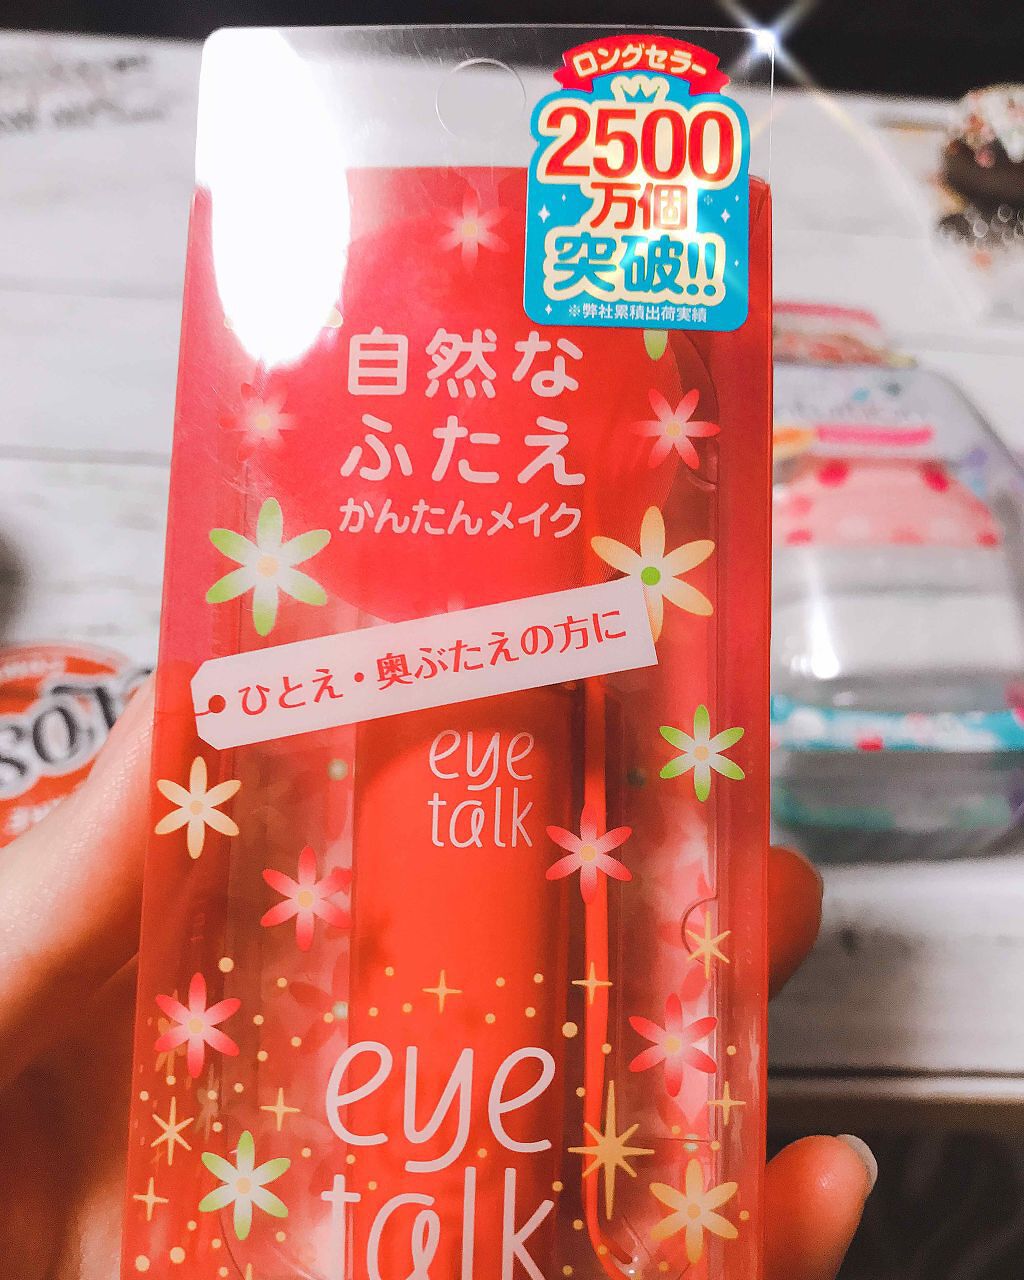 ロングセラー
2500
万個
突破!!
※弊社累積出荷実績
自然な
ふたえ
かんたんメイク
ひとえ・奥ぶたえの方に
eye
talk
eye
talk